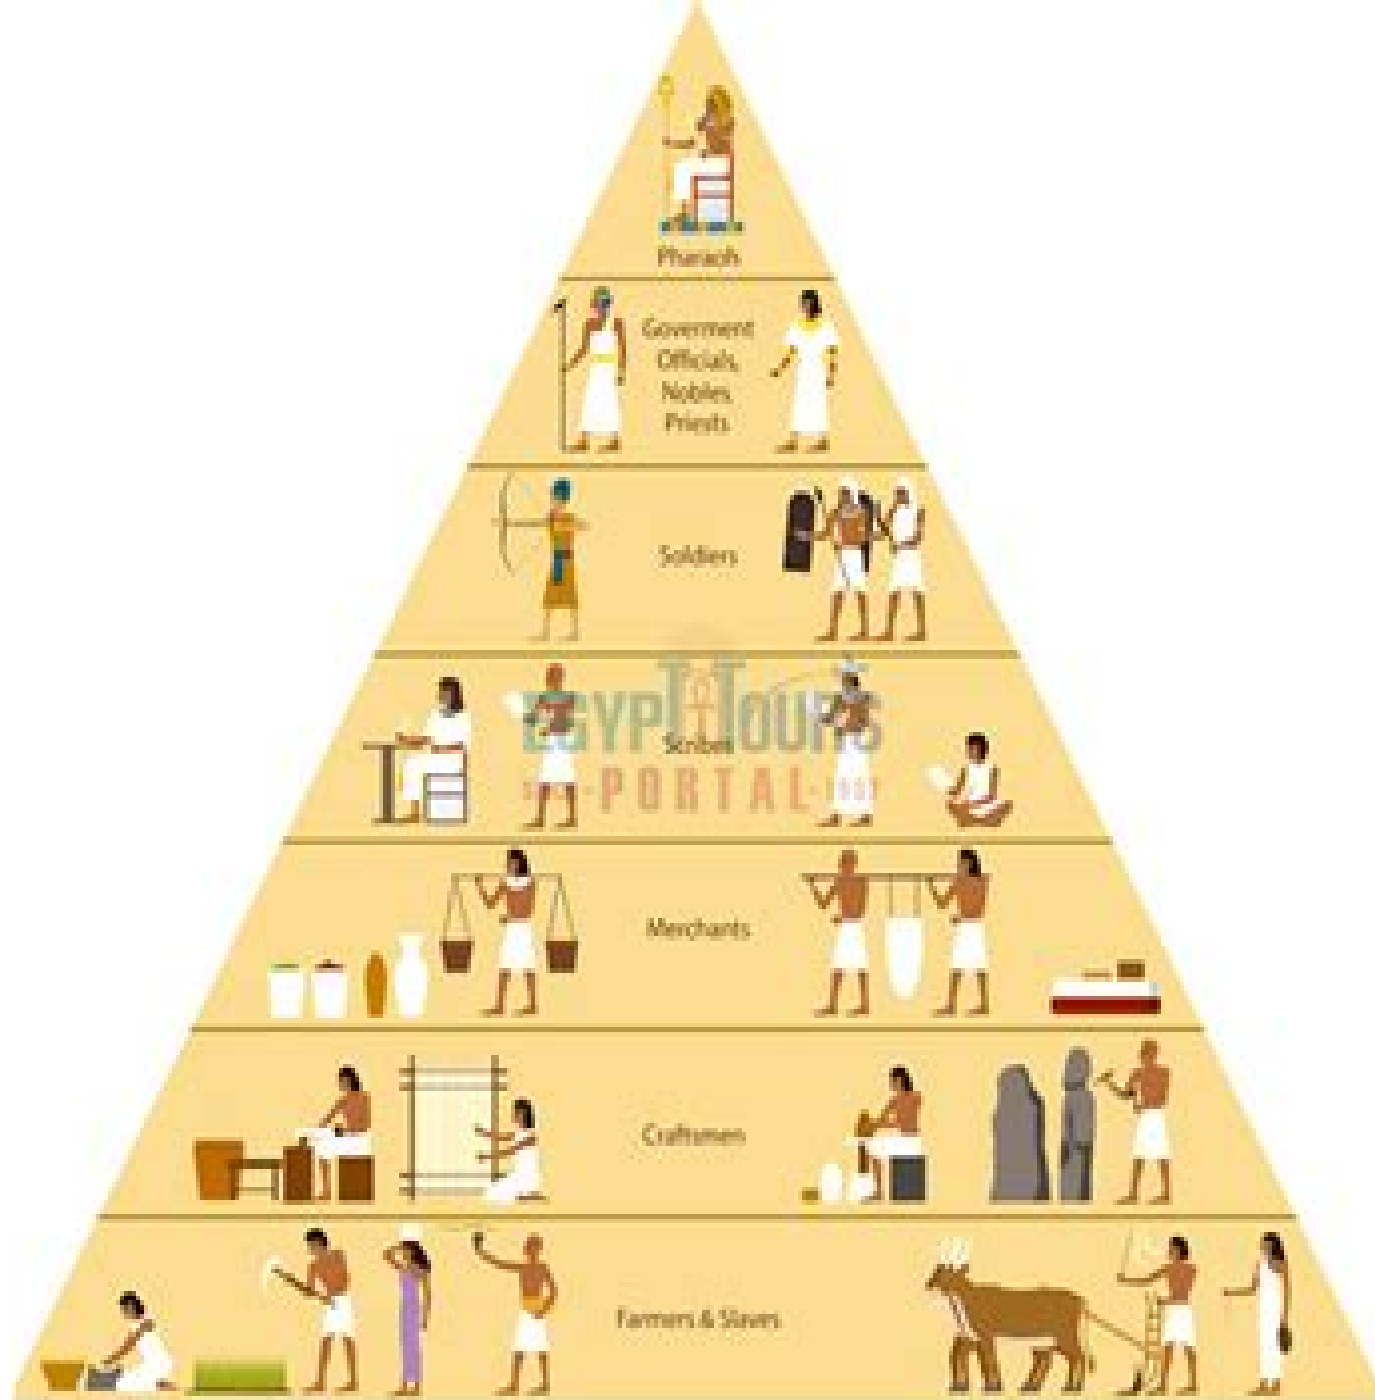 Pharaoh
Goverment
Officials,
Nobles,
Priests
Soldiers
EGYPT TOURS
Scribes
PORTAL
Merchants
Craftsmen
Farmers & Slaves